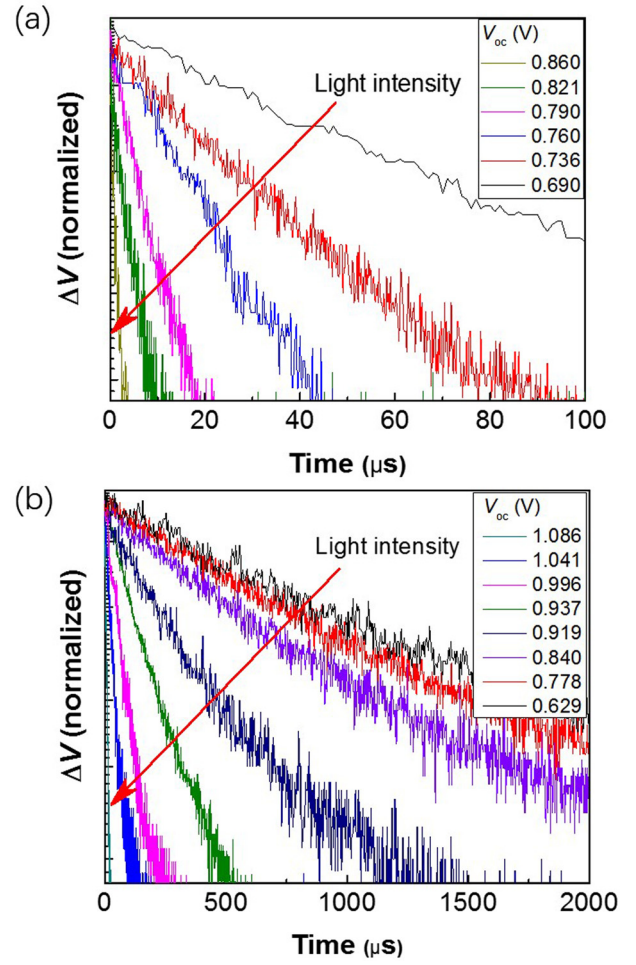 (a)
V oc (V)
0.860
0.821
0.790
0.760
0.736
0.690
Light intensity
ΔV (normalized)
0 20 40 60 80 100
Time (μs)
(b)
V oc (V)
1.086
1.041
0.996
0.937
0.919
0.840
0.778
0.629
Light intensity
ΔV (normalized)
0 500 1000 1500 2000
Time (μs)